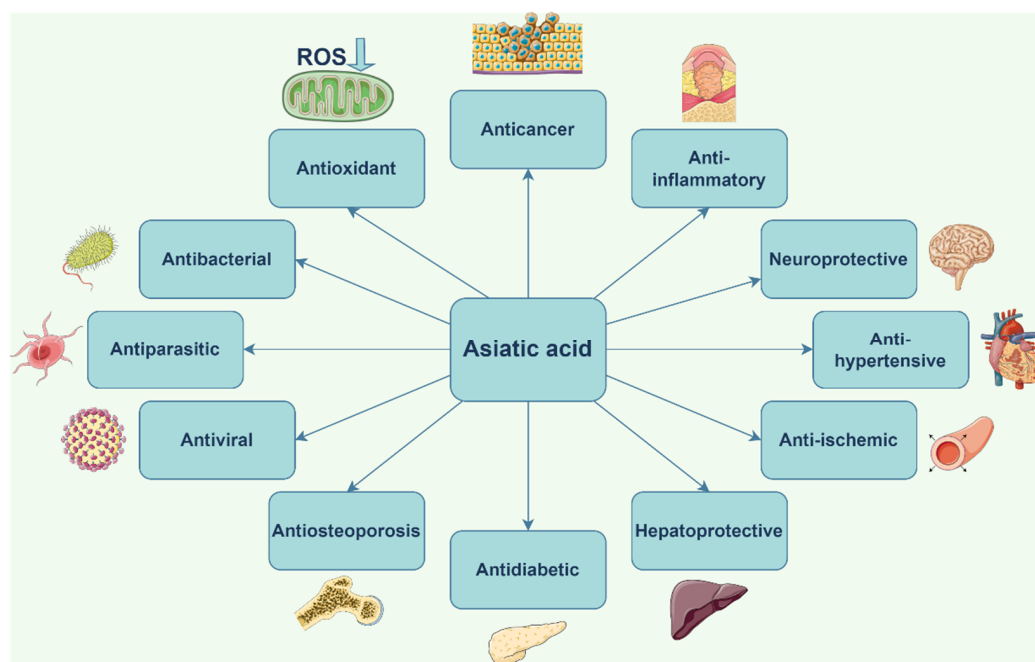 ROS
Anticancer
Antioxidant
Anti-
inflammatory
Antibacterial
Neuroprotective
Asiatic acid
Antiparasitic
Anti-
hypertensive
Antiviral
Anti-ischemic
Antiosteoporosis
Hepatoprotective
Antidiabetic